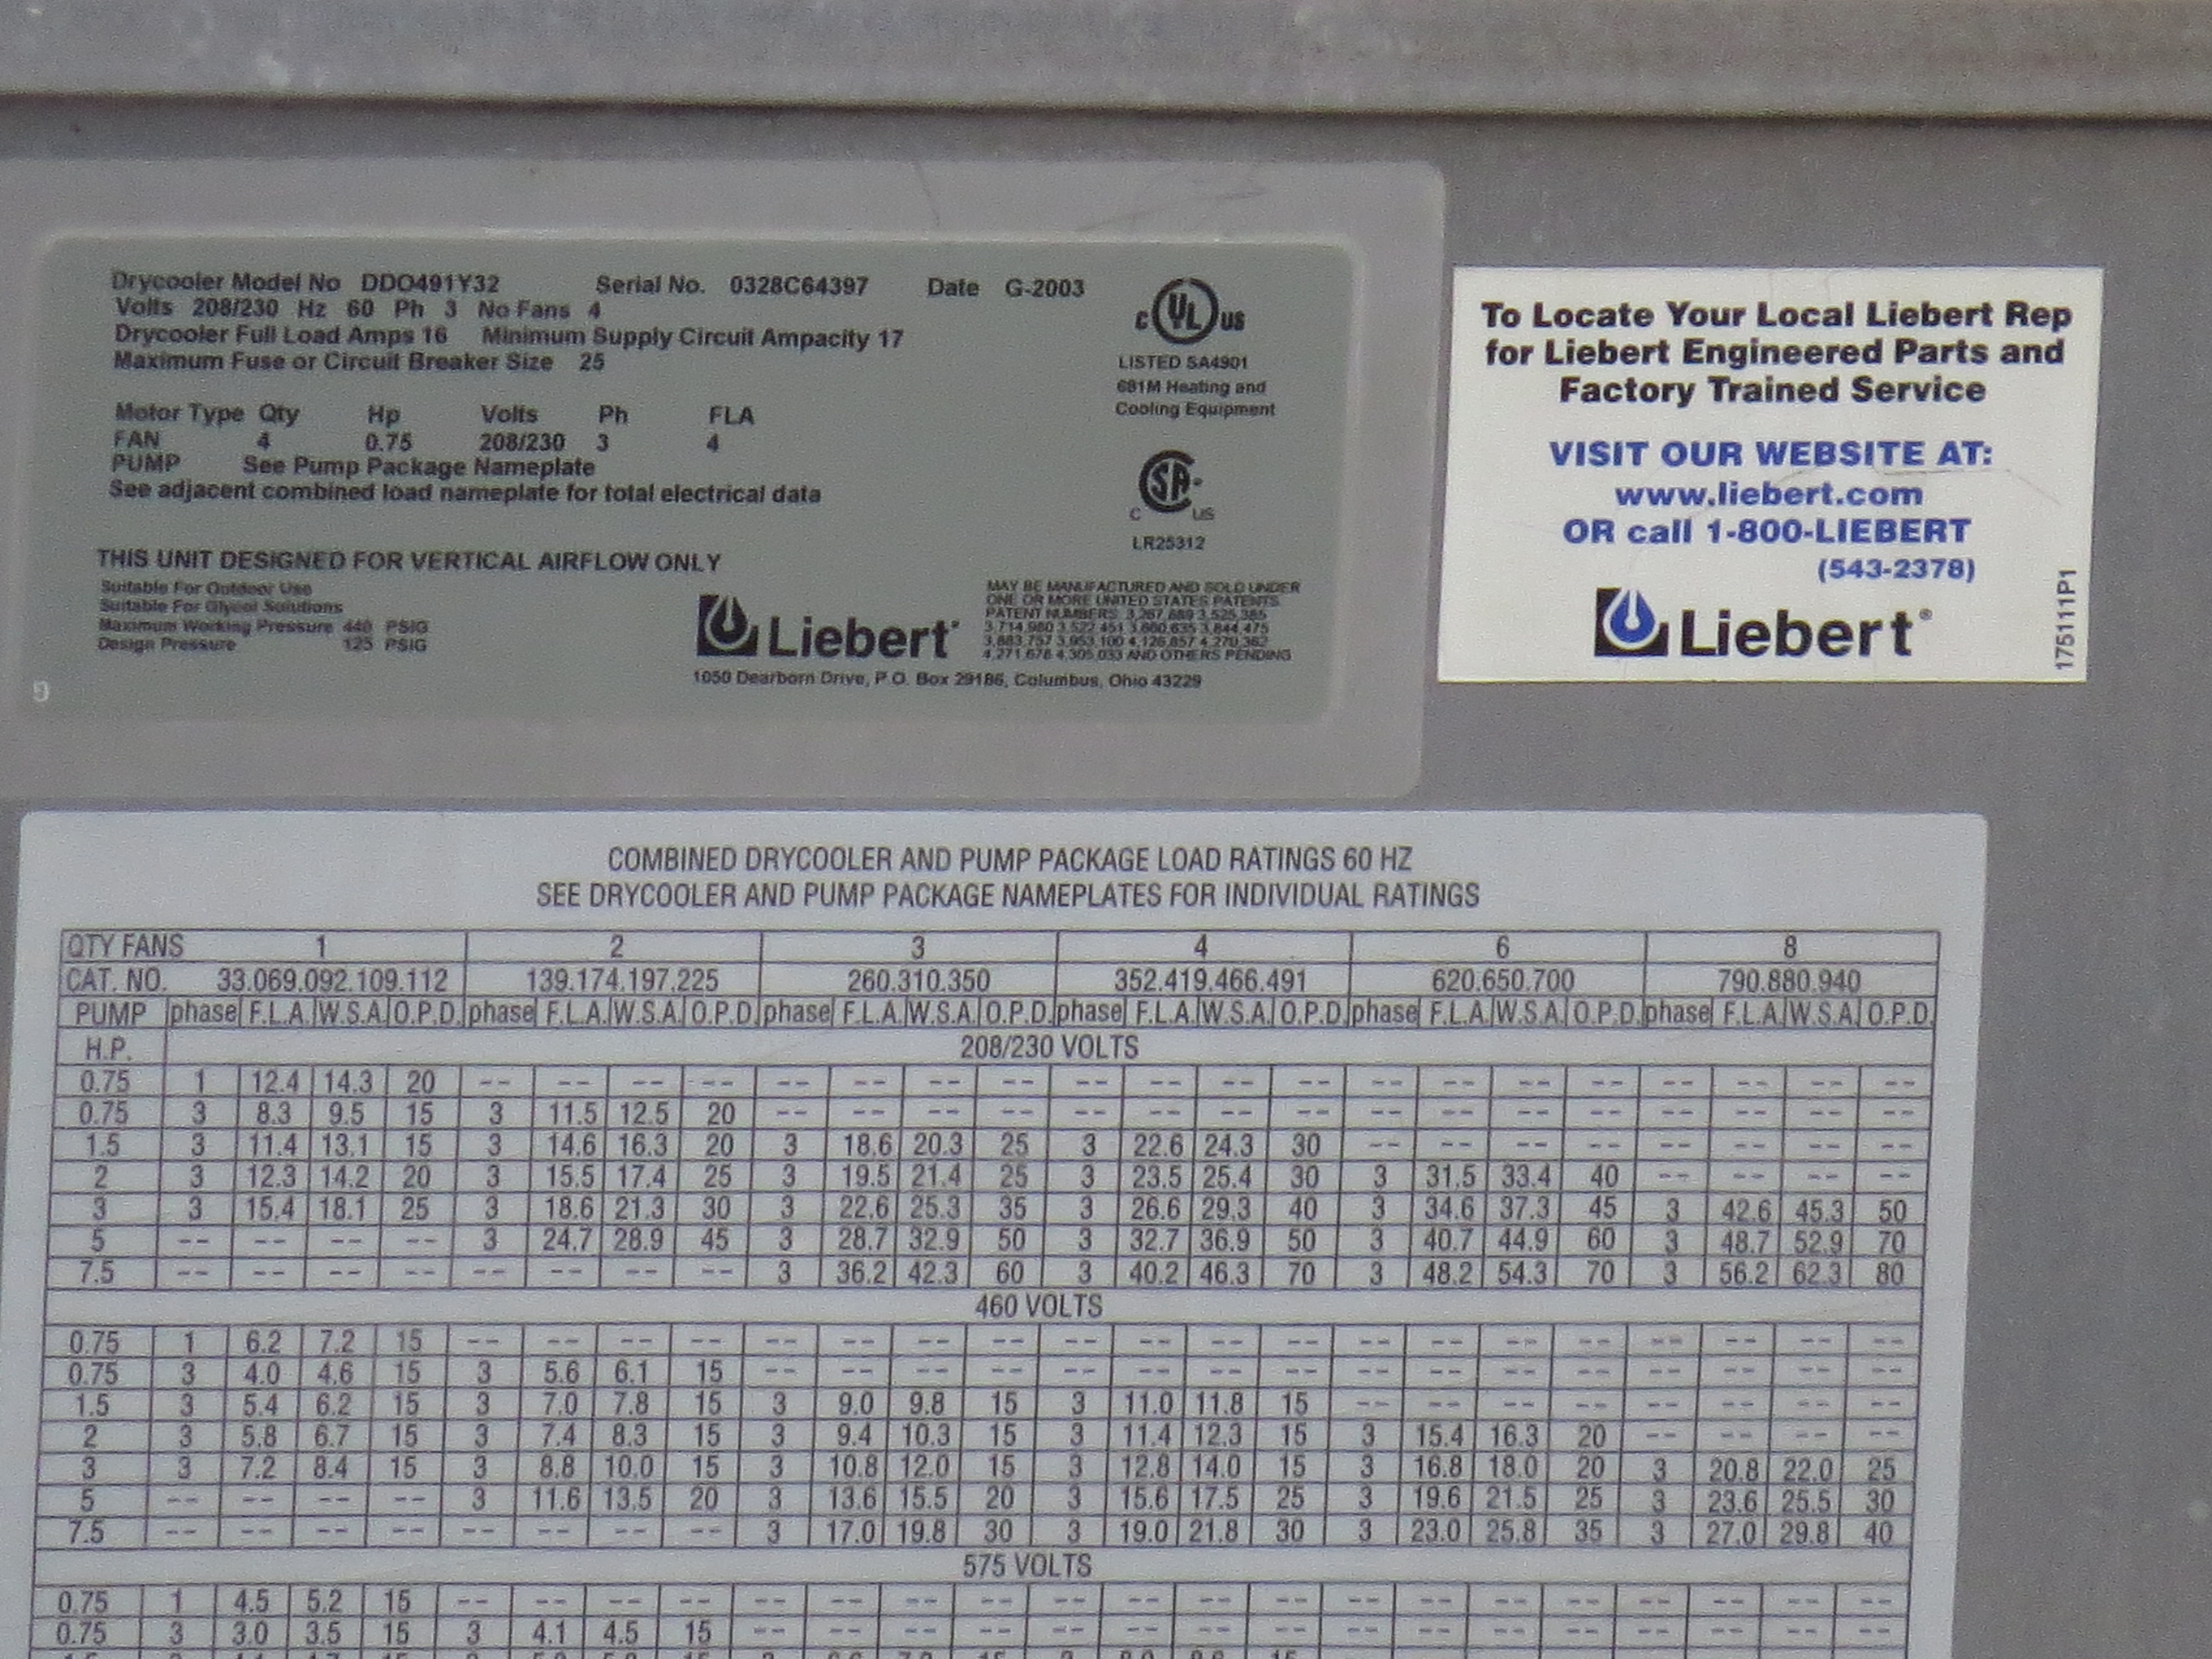 Drycooler Model No DDO491Y32 Serial No. 0328C64397 Date G-2003
Volts 208/230 Hz 60 Ph 3 No Fans 4
Drycooler Full Load Amps 16 Minimum Supply Circuit Ampacity 17
Maximum Fuse or Circuit Breaker Size 25
Motor Type Qty Hp Volts Ph FLA
FAN 4 0.75 208/230 3 4
PUMP See Pump Package Nameplate
See adjacent combined load nameplate for total electrical data
THIS UNIT DESIGNED FOR VERTICAL AIRFLOW ONLY
Suitable For Outdoor Use
Suitable For Glycol Solutions
Maximum Working Pressure 440 PSIG
Design Pressure 125 PSIG
C UL US
LISTED SA4901
681M Heating and
Cooling Equipment
SA
C US
LR25312
Liebert
1050 Dearborn Drive, P.O. Box 29186, Columbus, Ohio 43229
MAY BE MANUFACTURED AND SOLD UNDER
ONE OR MORE UNITED STATES PATENTS
PATENT NUMBERS
4,271,678 4,305,033 AND OTHERS PENDING
To Locate Your Local Liebert Rep
for Liebert Engineered Parts and
Factory Trained Service
VISIT OUR WEBSITE AT:
www.liebert.com
OR call 1-800-LIEBERT
(543-2378)
Liebert®
175111P1
COMBINED DRYCOOLER AND PUMP PACKAGE LOAD RATINGS 60 HZ
SEE DRYCOOLER AND PUMP PACKAGE NAMEPLATES FOR INDIVIDUAL RATINGS
QTY FANS 1 2 3 4 6 8
CAT. NO. 33.069.092.109.112 139.174.197.225 260.310.350 352.419.466.491 620.650.700 790.880.940
PUMP phase F.L.A. W.S.A. O.P.D. phase F.L.A. W.S.A. O.P.D. phase F.L.A. W.S.A. O.P.D. phase F.L.A. W.S.A. O.P.D. phase F.L.A. W.S.A. O.P.D. phase F.L.A. W.S.A. O.P.D.
H.P. 208/230 VOLTS
0.75 1 12.4 14.3 20 -- -- -- -- -- -- -- -- -- -- -- -- -- -- -- -- -- -- -- --
0.75 3 8.3 9.5 15 3 11.5 12.5 20 -- -- -- -- -- -- -- -- -- -- -- -- -- -- -- --
1.5 3 11.4 13.1 15 3 14.6 16.3 20 3 18.6 20.3 25 3 22.6 24.3 30 -- -- -- -- -- -- -- --
2 3 12.3 14.2 20 3 15.5 17.4 25 3 19.5 21.4 25 3 23.5 25.4 30 3 31.5 33.4 40 -- -- -- --
3 3 15.4 18.1 25 3 18.6 21.3 30 3 22.6 25.3 35 3 26.6 29.3 40 3 34.6 37.3 45 3 42.6 45.3 50
5 -- -- -- -- 3 24.7 28.9 45 3 28.7 32.9 50 3 32.7 36.9 50 3 40.7 44.9 60 3 48.7 52.9 70
7.5 -- -- -- -- -- -- -- -- 3 36.2 42.3 60 3 40.2 46.3 70 3 48.2 54.3 70 3 56.2 62.3 80
460 VOLTS
0.75 1 6.2 7.2 15 -- -- -- -- -- -- -- -- -- -- -- -- -- -- -- -- -- -- -- --
0.75 3 4.0 4.6 15 3 5.6 6.1 15 -- -- -- -- -- -- -- -- -- -- -- -- -- -- -- --
1.5 3 5.4 6.2 15 3 7.0 7.8 15 3 9.0 9.8 15 3 11.0 11.8 15 -- -- -- -- -- -- -- --
2 3 5.8 6.7 15 3 7.4 8.3 15 3 9.4 10.3 15 3 11.4 12.3 15 3 15.4 16.3 20 -- -- -- --
3 3 7.2 8.4 15 3 8.8 10.0 15 3 10.8 12.0 15 3 12.8 14.0 15 3 16.8 18.0 20 3 20.8 22.0 25
5 -- -- -- -- 3 11.6 13.5 20 3 13.6 15.5 20 3 15.6 17.5 25 3 19.6 21.5 25 3 23.6 25.5 30
7.5 -- -- -- -- -- -- -- -- 3 17.0 19.8 30 3 19.0 21.8 30 3 23.0 25.8 35 3 27.0 29.8 40
575 VOLTS
0.75 1 4.5 5.2 15 -- -- -- -- -- -- -- -- -- -- -- -- -- -- -- -- -- -- -- --
0.75 3 3.0 3.5 15 3 4.1 4.5 15 -- -- -- -- -- -- -- -- -- -- -- -- -- -- -- --